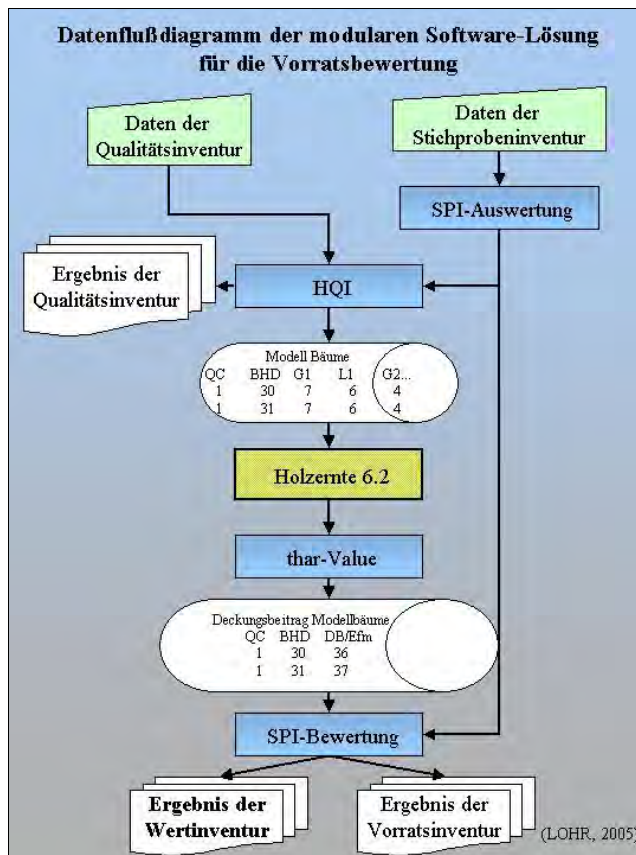 Datenflußdiagramm der modularen Software-Lösung
für die Vorratsbewertung
Daten der
Qualitätsinventur
Daten der
Stichprobeninventur
SPI-Auswertung
Ergebnis der
Qualitätsinventur
HQI
Modell Bäume
QC BHD G1 L1 G2...
1 30 7 6 4
1 31 7 6 4
Holzernte 6.2
thar-Value
Deckungsbeitrag Modellbäume
QC BHD DB/Efm
1 30 36
1 31 37
SPI-Bewertung
Ergebnis der
Wertinventur
Ergebnis der
Vorratsinventur
(LOHR, 2005)